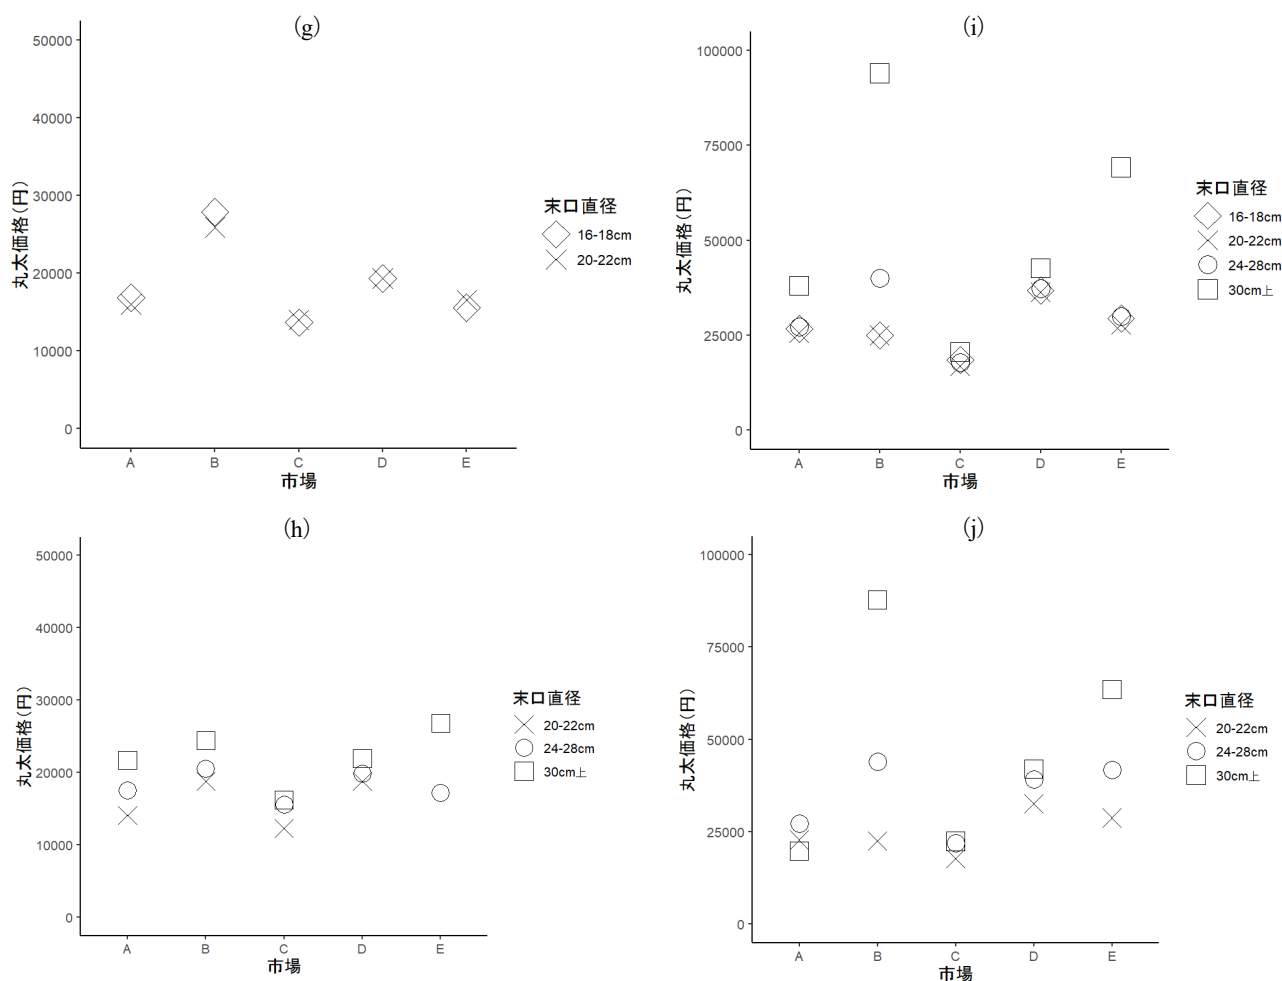 (g)
50000
40000
30000
20000
10000
0
丸太価格(円)
A B C D E
市場
末口直径
16-18cm
20-22cm
(i)
100000
75000
50000
25000
0
丸太価格(円)
A B C D E
市場
末口直径
16-18cm
20-22cm
24-28cm
30cm上
(h)
50000
40000
30000
20000
10000
0
丸太価格(円)
A B C D E
市場
末口直径
20-22cm
24-28cm
30cm上
(j)
100000
75000
50000
25000
0
丸太価格(円)
A B C D E
市場
末口直径
20-22cm
24-28cm
30cm上